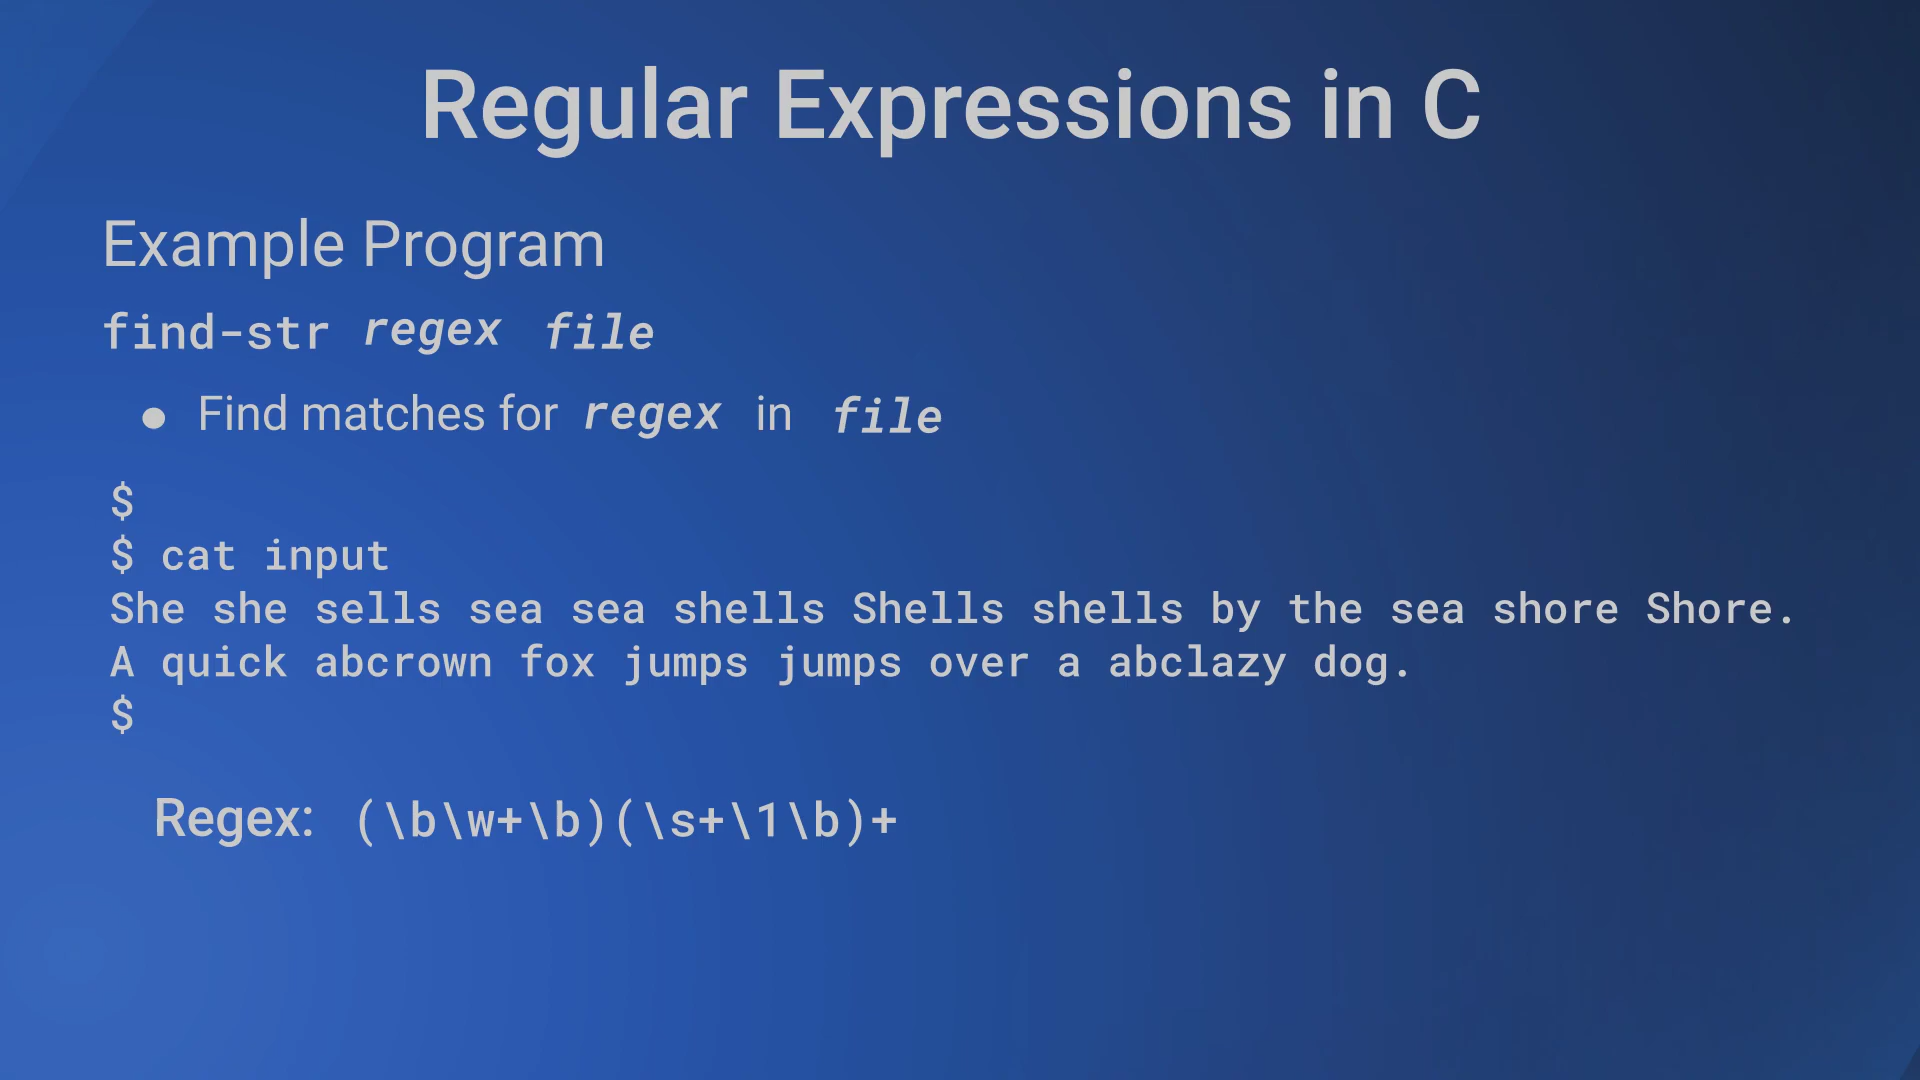 Regular Expressions in C
Example Program
find-str regex file
● Find matches for regex in file
$
$ cat input
She she sells sea sea shells Shells shells by the sea shore Shore.
A quick abcrown fox jumps jumps over a abclazy dog.
$
Regex: (\b\w+\b)(\s+\1\b)+